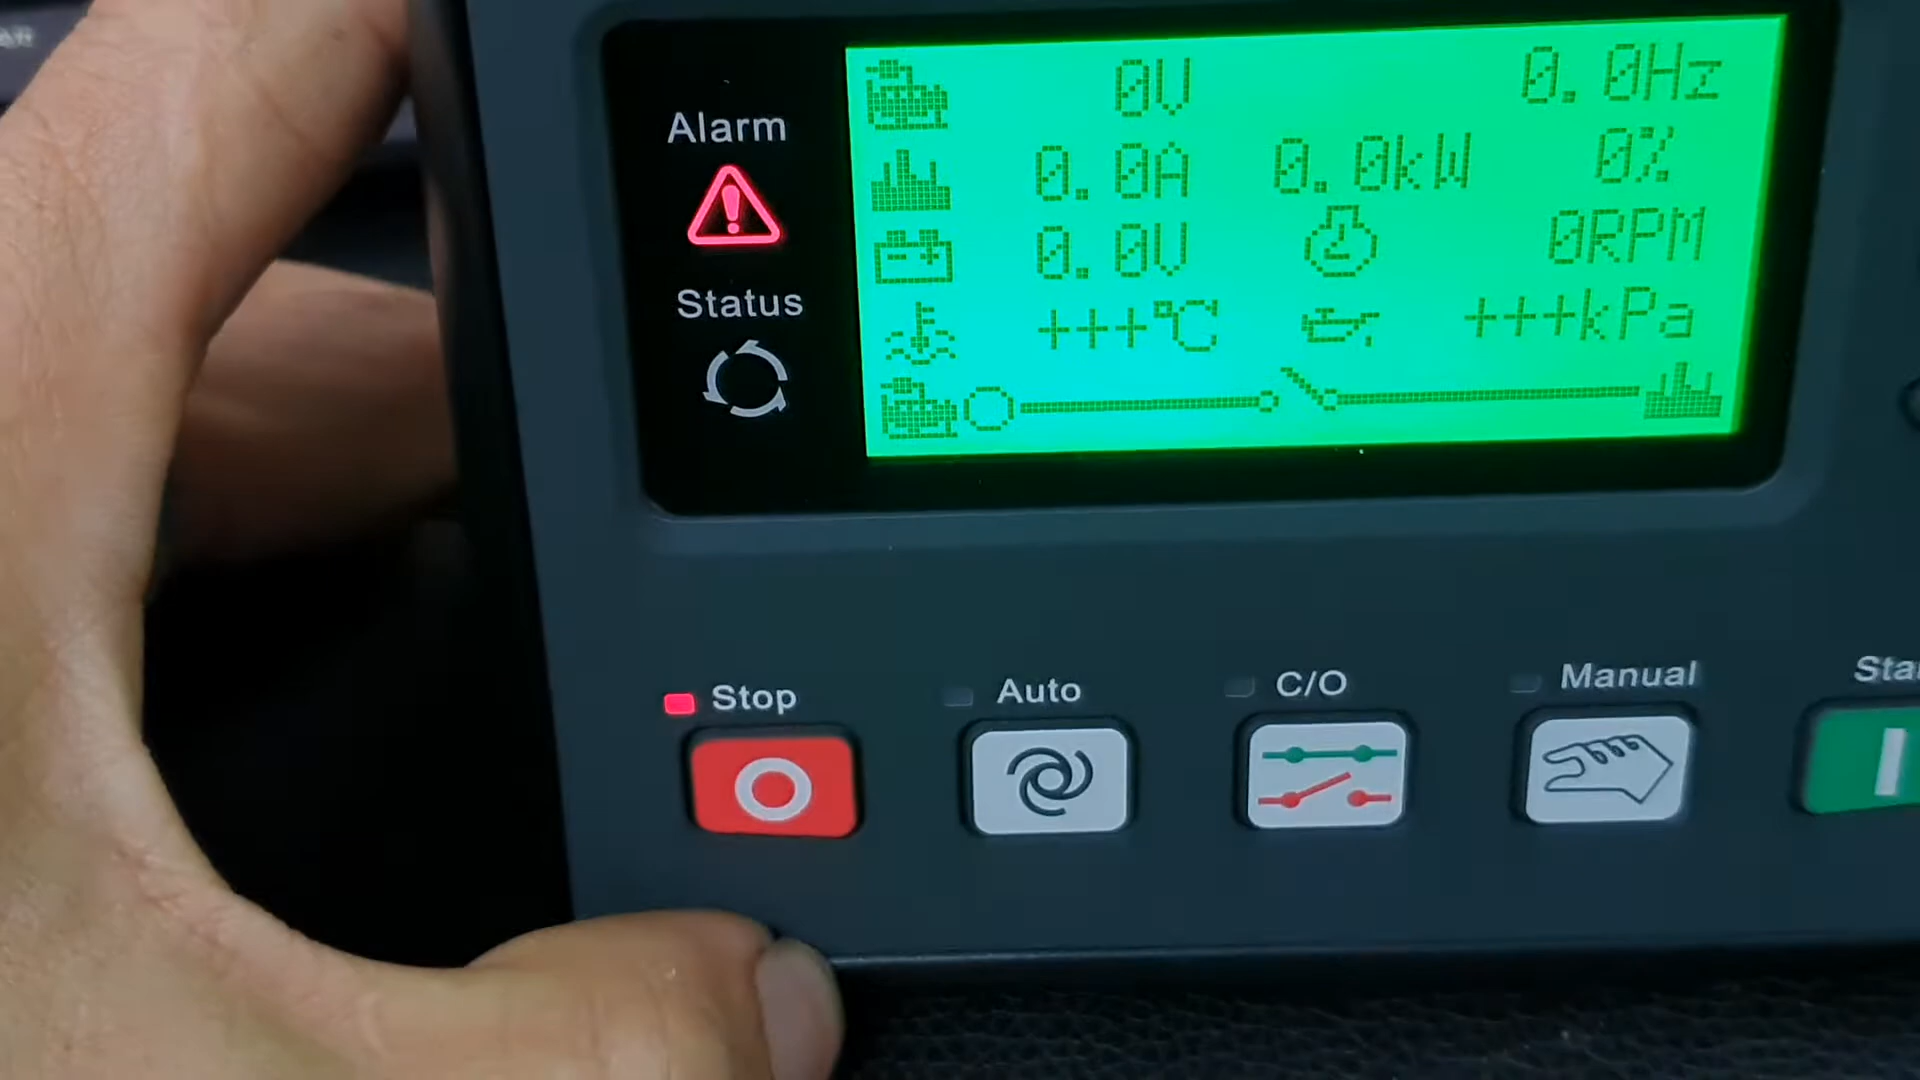 Alarm
Status
0V 0.0Hz
0.0A 0.0kW 0%
0.0V 0RPM
+++℃ +++kPa
Stop Auto C/O Manual